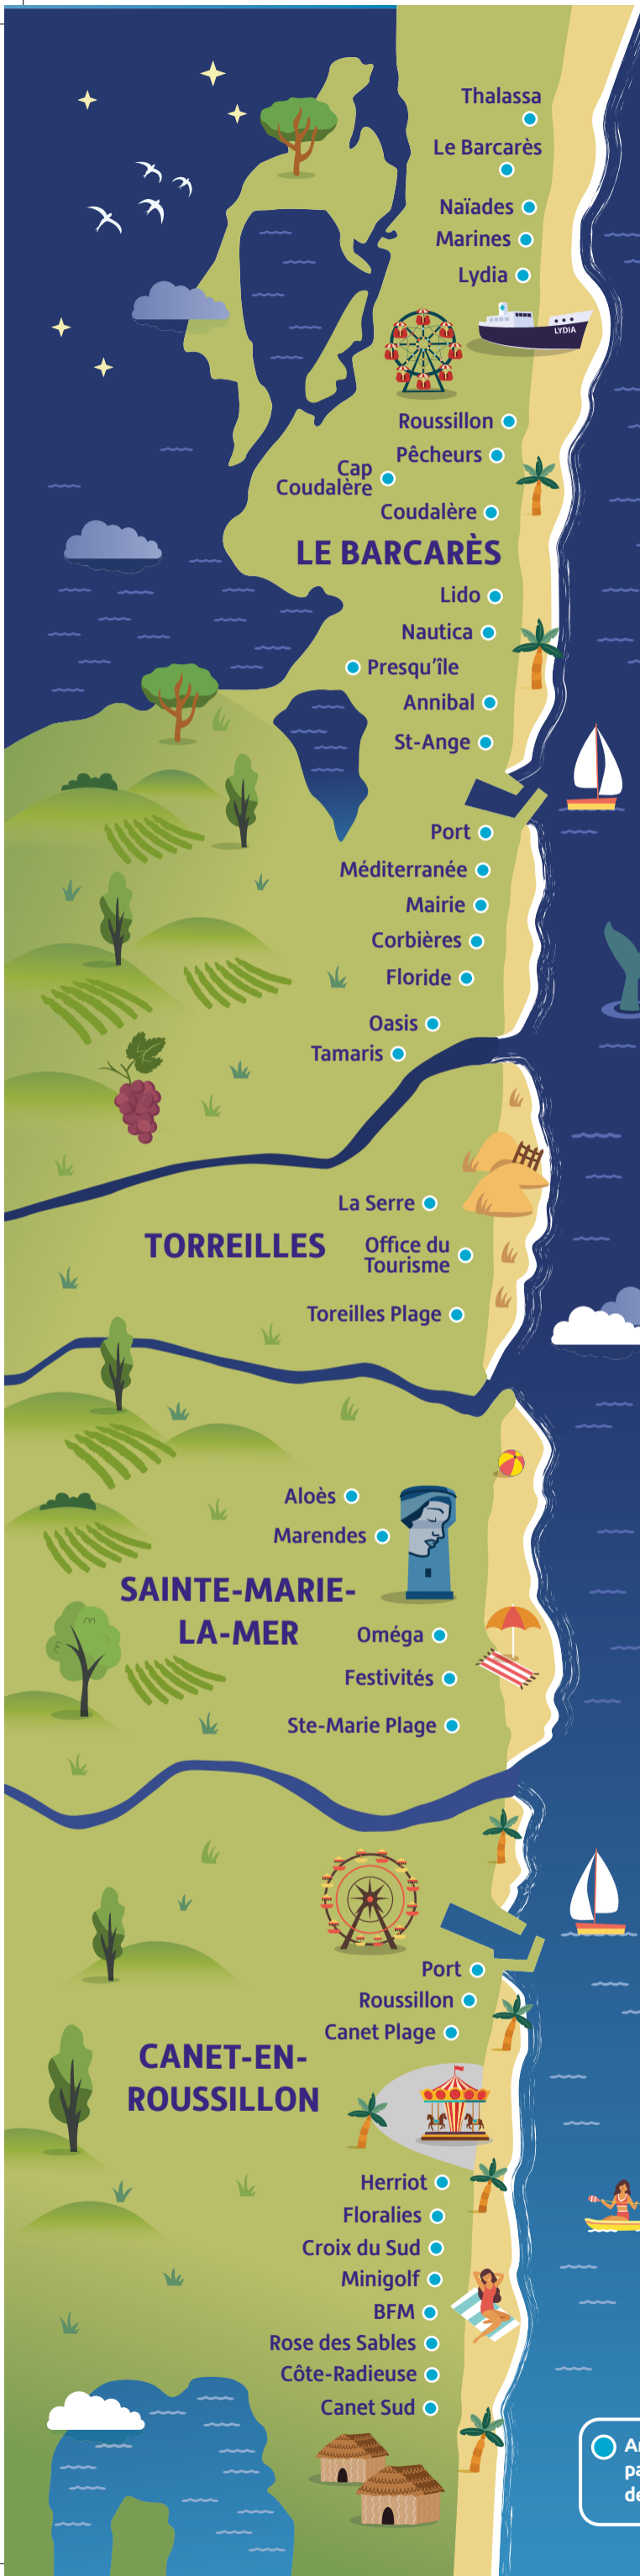 Thalassa
Le Barcarès
Naïades
Marines
Lydia
LYDIA
Roussillon
Pêcheurs
Cap
Coudalère
Coudalère
LE BARCARÈS
Lido
Nautica
Presqu'île
Annibal
St-Ange
Port
Méditerranée
Mairie
Corbières
Floride
Oasis
Tamaris
La Serre
TORREILLES
Office du
Tourisme
Toreilles Plage
Aloès
Marendes
SAINTE-MARIE-
LA-MER
Oméga
Festivités
Ste-Marie Plage
Port
Roussillon
Canet Plage
CANET-EN-
ROUSSILLON
Herriot
Floralies
Croix du Sud
Minigolf
BFM
Rose des Sables
Côte-Radieuse
Canet Sud